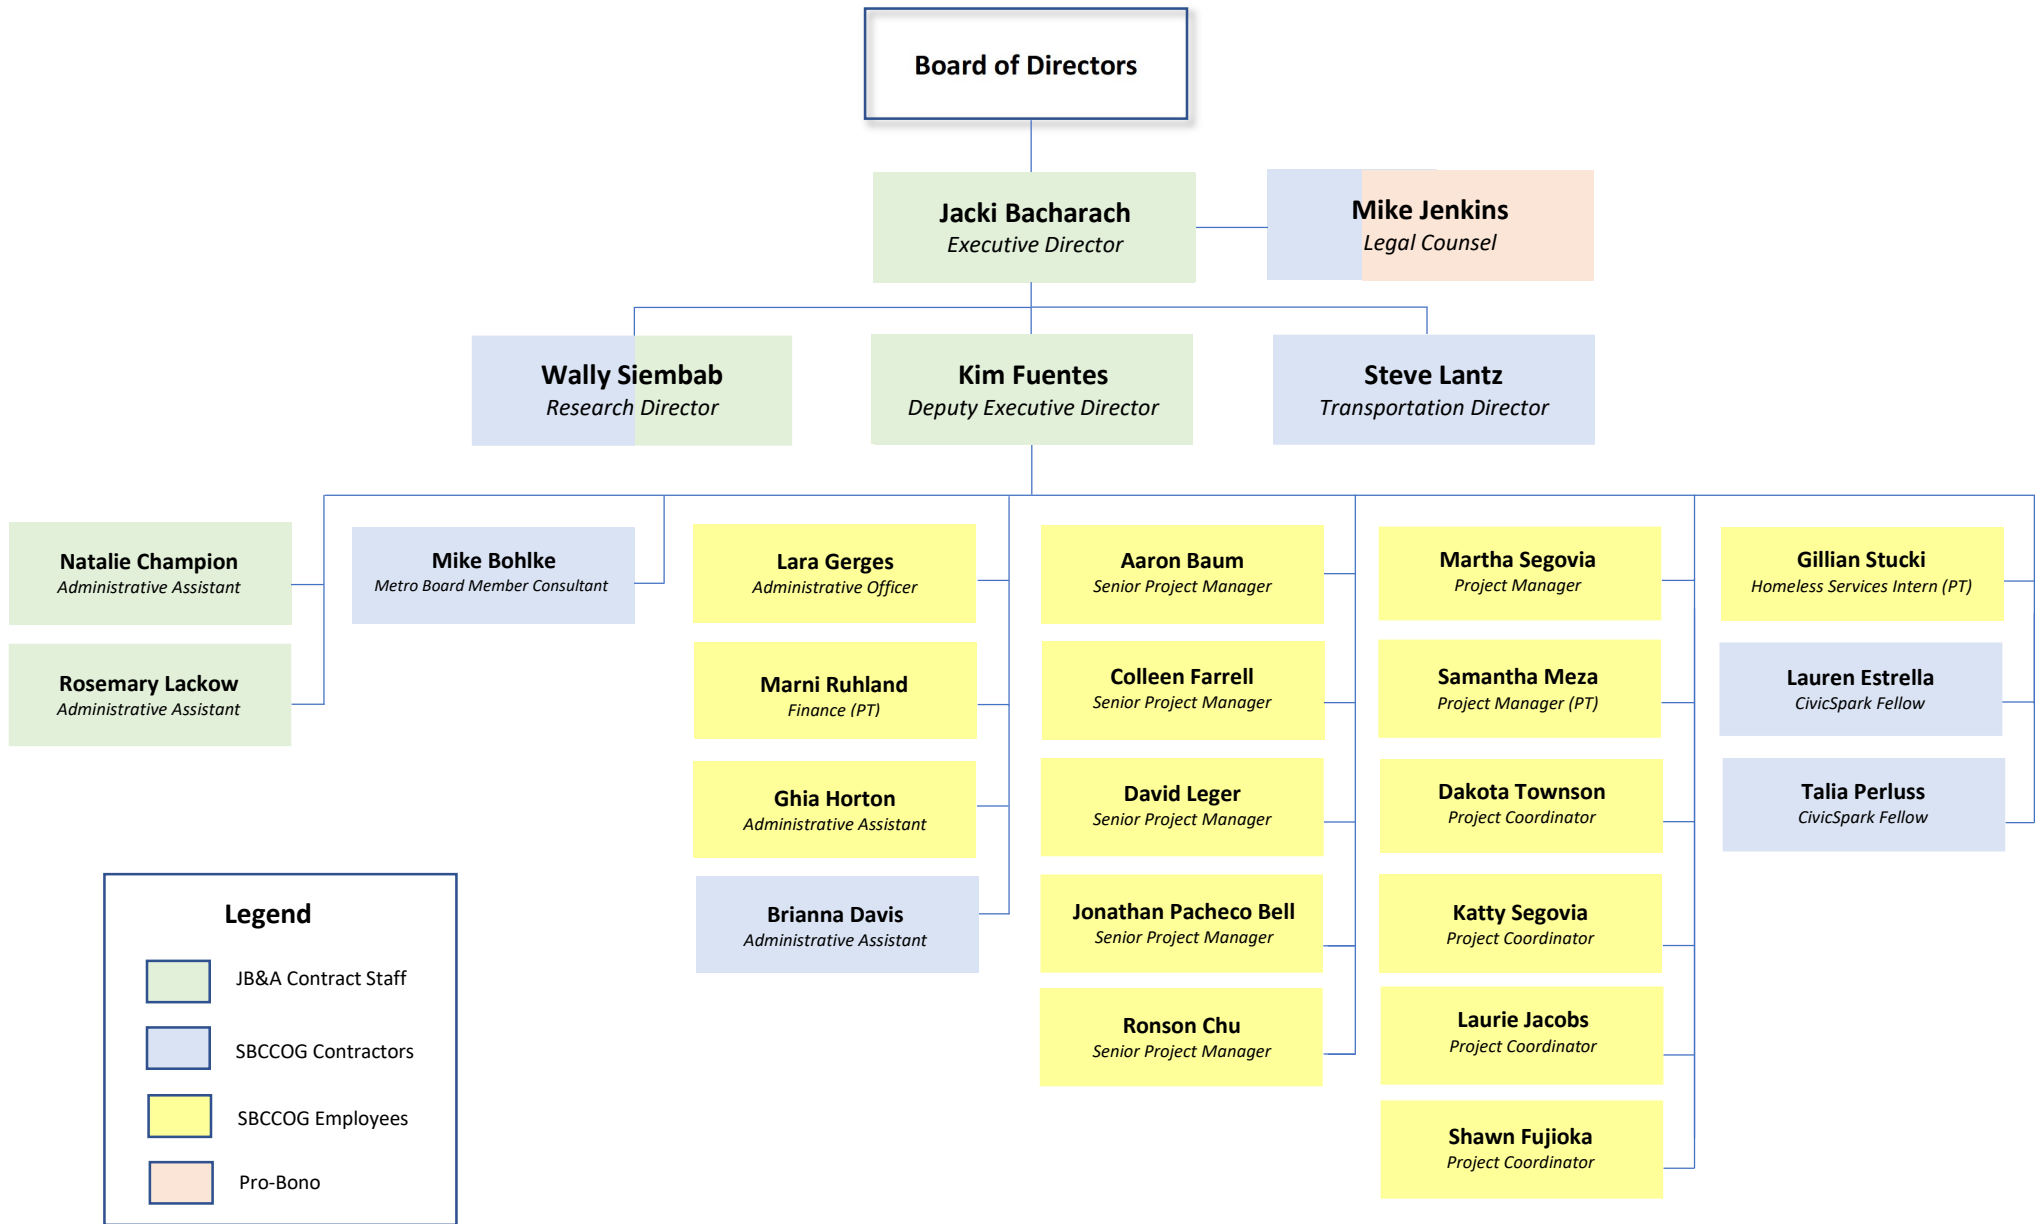 Board of Directors
Jacki Bacharach
Executive Director
Mike Jenkins
Legal Counsel
Wally Siembab
Research Director
Kim Fuentes
Deputy Executive Director
Steve Lantz
Transportation Director
Natalie Champion
Administrative Assistant
Rosemary Lackow
Administrative Assistant
Mike Bohlke
Metro Board Member Consultant
Lara Gerges
Administrative Officer
Marni Ruhland
Finance (PT)
Ghia Horton
Administrative Assistant
Brianna Davis
Administrative Assistant
Aaron Baum
Senior Project Manager
Colleen Farrell
Senior Project Manager
David Leger
Senior Project Manager
Jonathan Pacheco Bell
Senior Project Manager
Ronson Chu
Senior Project Manager
Martha Segovia
Project Manager
Samantha Meza
Project Manager (PT)
Dakota Townson
Project Coordinator
Katty Segovia
Project Coordinator
Laurie Jacobs
Project Coordinator
Shawn Fujioka
Project Coordinator
Gillian Stucki
Homeless Services Intern (PT)
Lauren Estrella
CivicSpark Fellow
Talia Perluss
CivicSpark Fellow
Legend
JB&A Contract Staff
SBCCOG Contractors
SBCCOG Employees
Pro-Bono